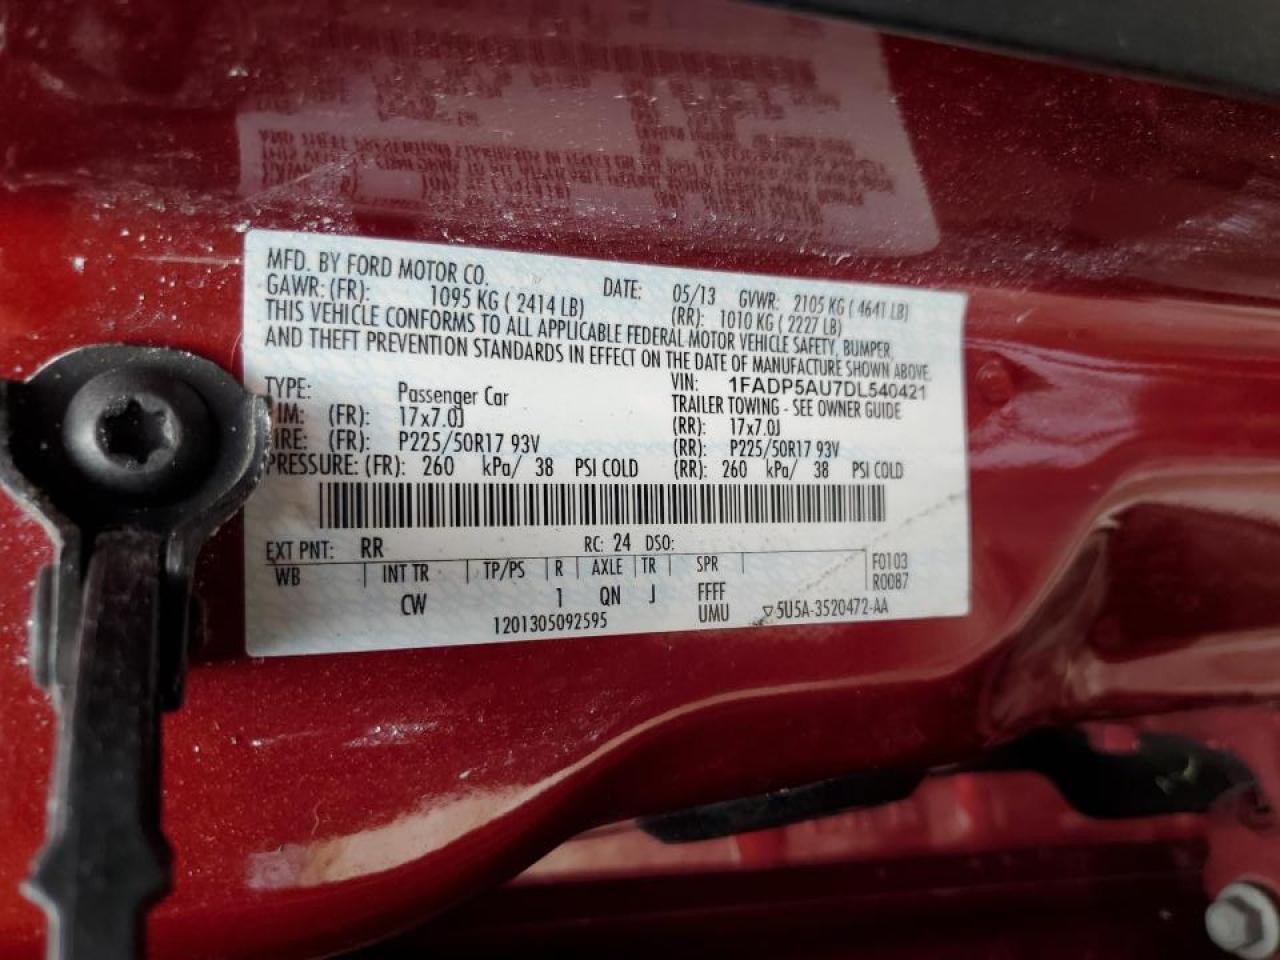 MFD. BY FORD MOTOR CO.
DATE: 05/13 GVWR: 2105 KG ( 4641 LB)
GAWR: (FR): 1095 KG ( 2414 LB) (RR): 1010 KG ( 2227 LB)
THIS VEHICLE CONFORMS TO ALL APPLICABLE FEDERAL MOTOR VEHICLE SAFETY, BUMPER,
AND THEFT PREVENTION STANDARDS IN EFFECT ON THE DATE OF MANUFACTURE SHOWN ABOVE.
VIN: 1FADP5AU7DL540421
TYPE: Passenger Car TRAILER TOWING - SEE OWNER GUIDE
IM: (FR): 17x7.0J (RR): 17x7.0J
IRE: (FR): P225/50R17 93V (RR): P225/50R17 93V
PRESSURE: (FR): 260 kPa/ 38 PSI COLD (RR): 260 kPa/ 38 PSI COLD
EXT PNT: RR RC: 24 DSO:
WB INT TR TP/PS R AXLE TR SPR F0103
CW 1 QN J FFFF R0087
1201305092595 UMU 5U5A-3520472-AA